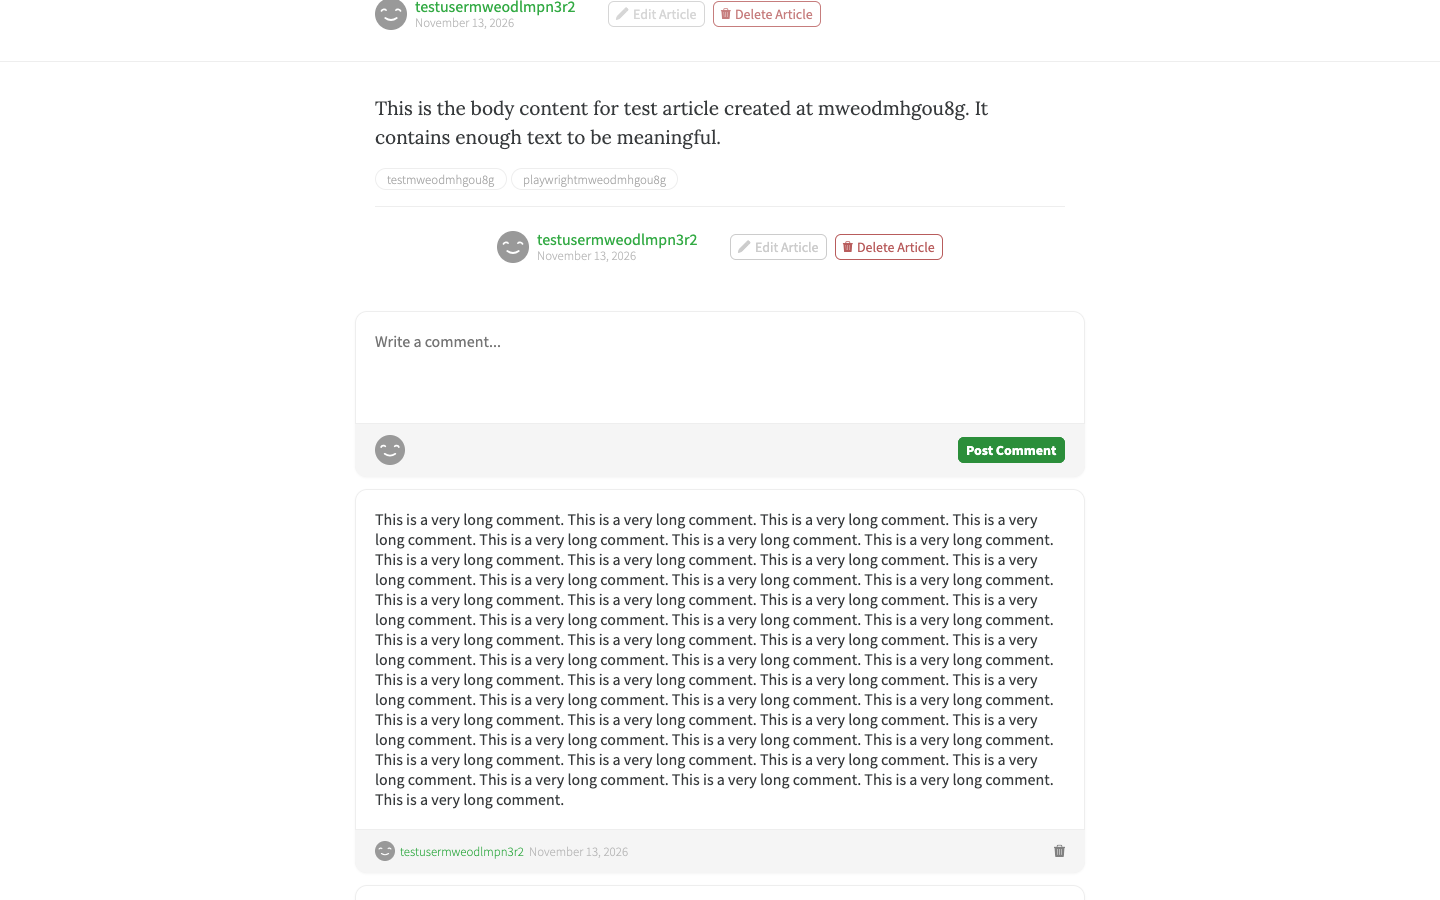 testusermweodlmpn3r2
November 13, 2026
Edit Article
Delete Article
This is the body content for test article created at mweodmhgou8g. It
contains enough text to be meaningful.
testmweodmhgou8g
playwrightmweodmhgou8g
testusermweodlmpn3r2
November 13, 2026
Edit Article
Delete Article
Write a comment...
Post Comment
This is a very long comment. This is a very long comment. This is a very long comment. This is a very
long comment. This is a very long comment. This is a very long comment. This is a very long comment.
This is a very long comment. This is a very long comment. This is a very long comment. This is a very
long comment. This is a very long comment. This is a very long comment. This is a very long comment.
This is a very long comment. This is a very long comment. This is a very long comment. This is a very
long comment. This is a very long comment. This is a very long comment. This is a very long comment.
This is a very long comment. This is a very long comment. This is a very long comment. This is a very
long comment. This is a very long comment. This is a very long comment. This is a very long comment.
This is a very long comment. This is a very long comment. This is a very long comment. This is a very
long comment. This is a very long comment. This is a very long comment. This is a very long comment.
This is a very long comment. This is a very long comment. This is a very long comment. This is a very
long comment. This is a very long comment. This is a very long comment. This is a very long comment.
This is a very long comment. This is a very long comment. This is a very long comment. This is a very
long comment. This is a very long comment. This is a very long comment. This is a very long comment.
This is a very long comment.
testusermweodlmpn3r2 November 13, 2026